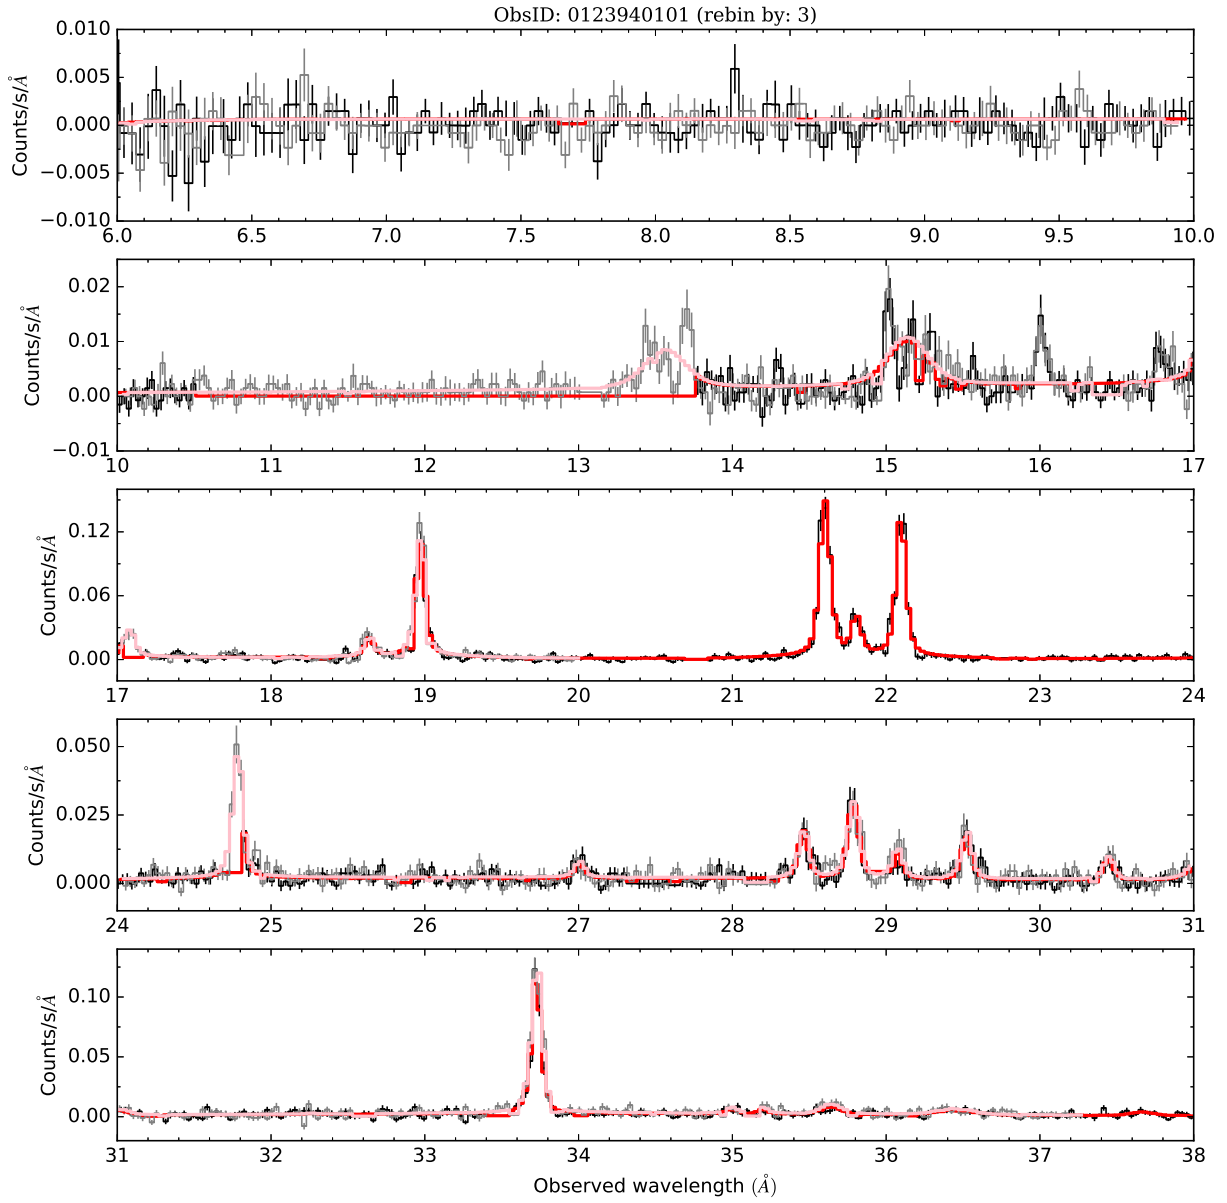 ObsID: 0123940101 (rebin by: 3)
0.010
0.005
0.000
−0.005
−0.010
Counts/s/Å
6.0 6.5 7.0 7.5 8.0 8.5 9.0 9.5 10.0
0.02
0.01
0.00
−0.01
Counts/s/Å
10 11 12 13 14 15 16 17
0.12
0.06
0.00
Counts/s/Å
17 18 19 20 21 22 23 24
0.050
0.025
0.000
Counts/s/Å
24 25 26 27 28 29 30 31
0.10
0.05
0.00
Counts/s/Å
31 32 33 34 35 36 37 38
Observed wavelength (Å)